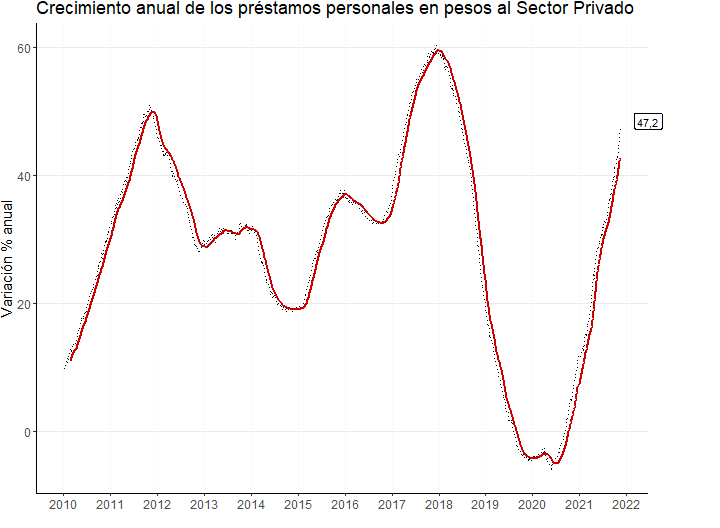 Crecimiento anual de los préstamos personales en pesos al Sector Privado
Variación % anual
60
40
20
0
47,2
2010 2011 2012 2013 2014 2015 2016 2017 2018 2019 2020 2021 2022